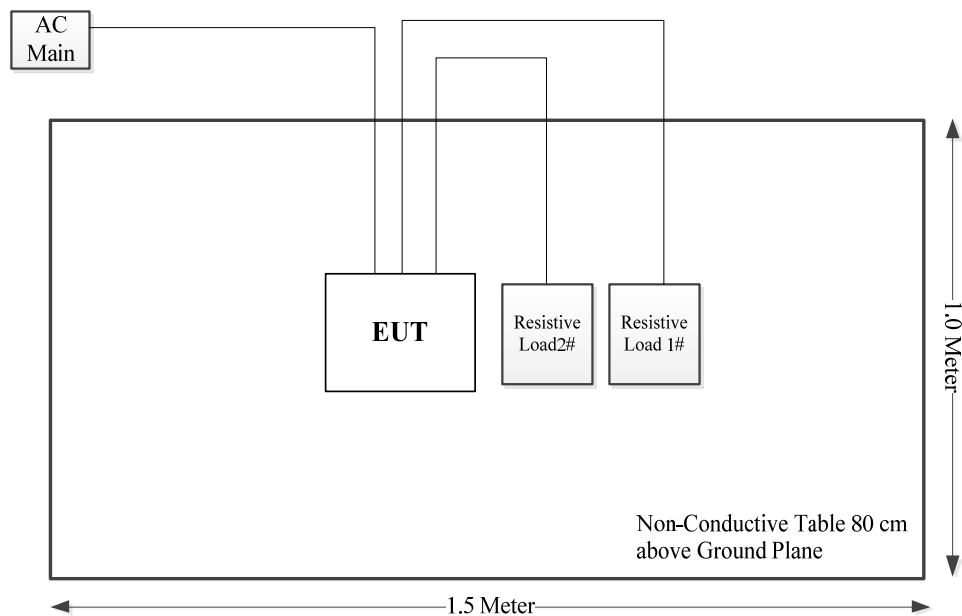 AC
Main
EUT
Resistive
Load2#
Resistive
Load 1#
1.0 Meter
Non-Conductive Table 80 cm
above Ground Plane
1.5 Meter